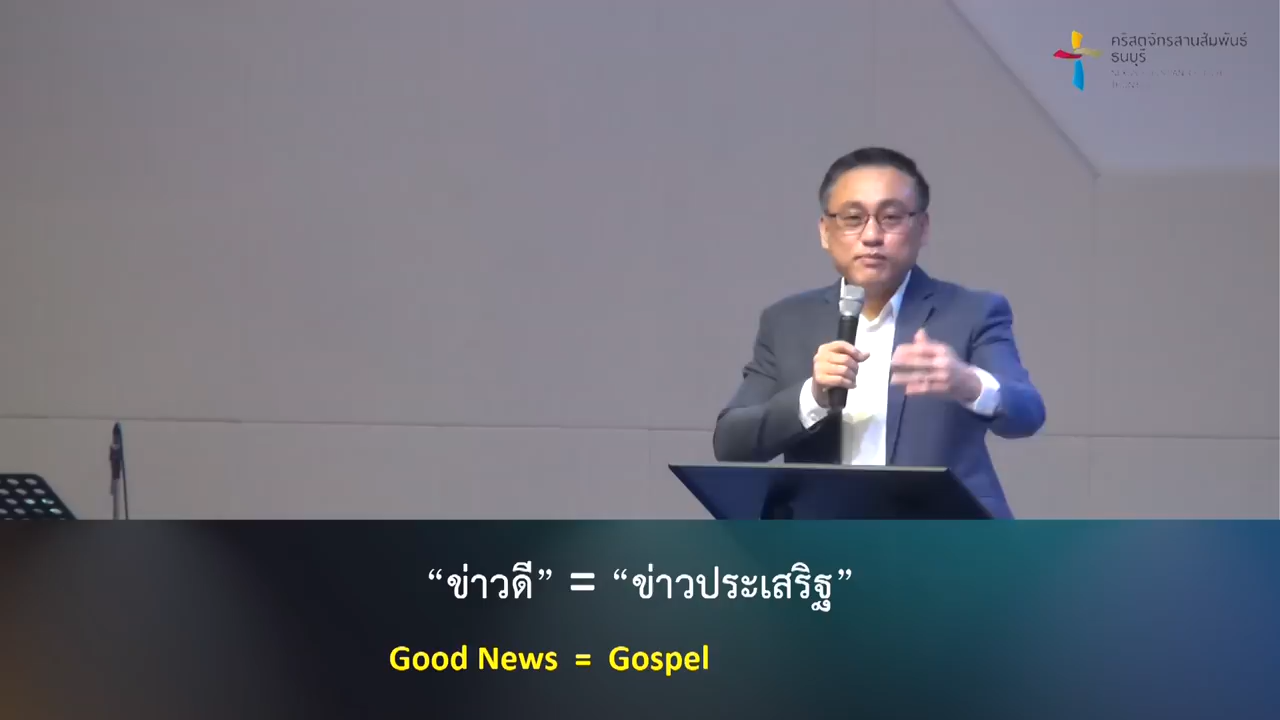 คริสตจักรสานสัมพันธ์
ธนบุรี
“ข่าวดี” = “ข่าวประเสริฐ”
Good News = Gospel